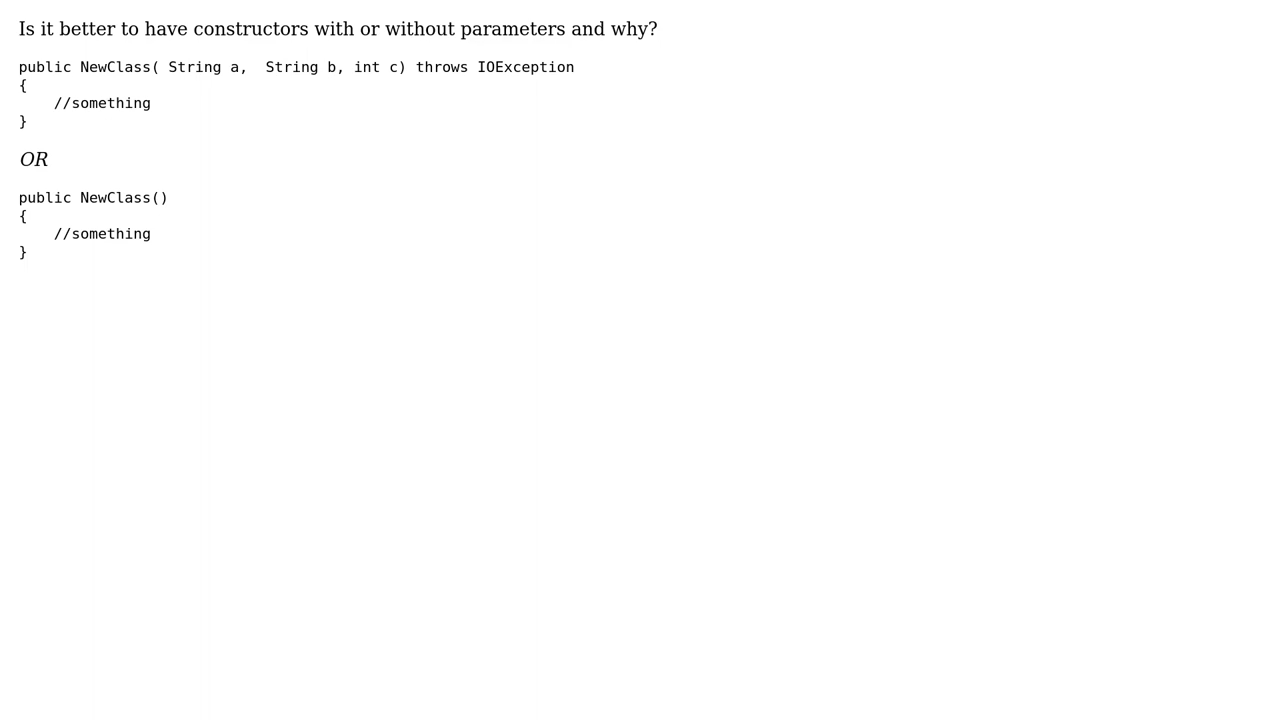 Is it better to have constructors with or without parameters and why?
public NewClass( String a,  String b, int c) throws IOException
{
    //something
}
OR
public NewClass()
{
    //something
}